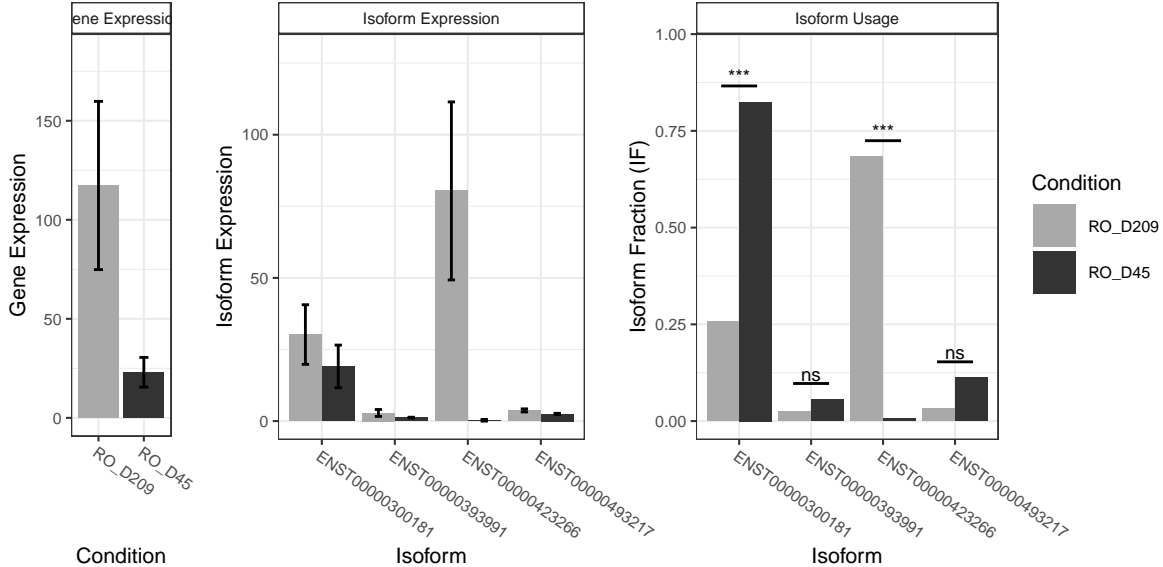 ene Expressio
Isoform Expression
Isoform Usage
Gene Expression
150
100
50
0
RO_D209
RO_D45
Condition
Isoform Expression
100
50
0
ENST00000300181
ENST00000393991
ENST00000423266
ENST00000493217
Isoform
Isoform Fraction (IF)
1.00
0.75
0.50
0.25
0.00
***
ns
***
ns
ENST00000300181
ENST00000393991
ENST00000423266
ENST00000493217
Isoform
Condition
RO_D209
RO_D45